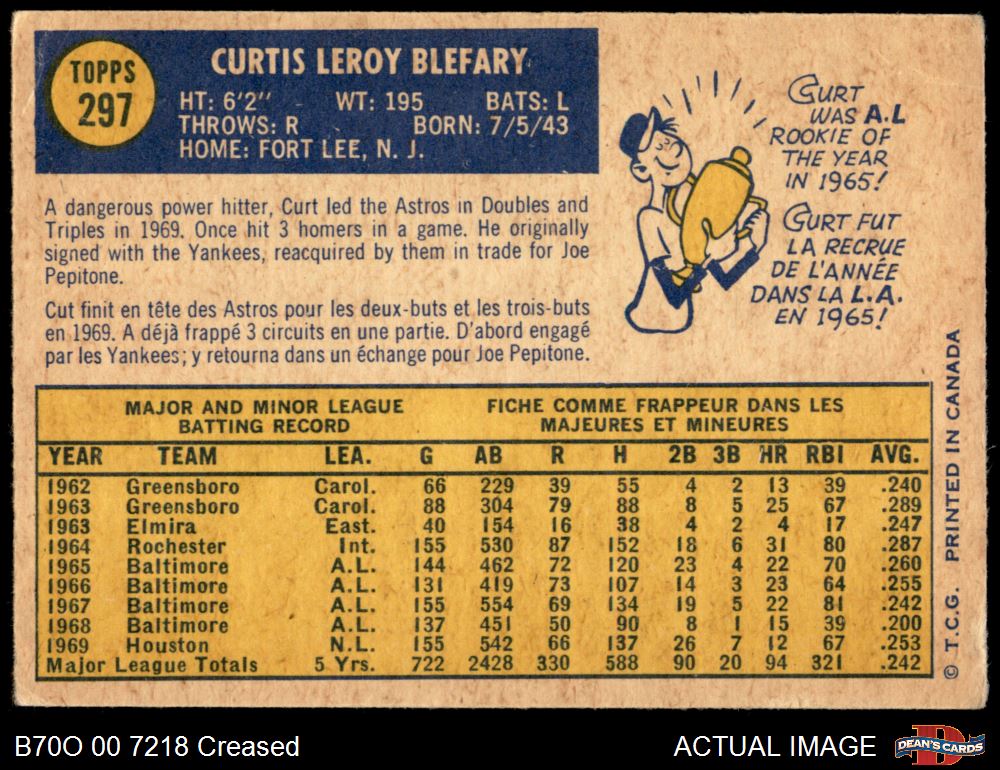 TOPPS
297
CURTIS LEROY BLEFARY
HT: 6'2" WT: 195 BATS: L
THROWS: R BORN: 7/5/43
HOME: FORT LEE, N. J.
A dangerous power hitter, Curt led the Astros in Doubles and
Triples in 1969. Once hit 3 homers in a game. He originally
signed with the Yankees, reacquired by them in trade for Joe
Pepitone.
Cut finit en tête des Astros pour les deux-buts et les trois-buts
en 1969. A déjà frappé 3 circuits en une partie. D'abord engagé
par les Yankees; y retourna dans un échange pour Joe Pepitone.
CURT
WAS A.L
ROOKIE OF
THE YEAR
IN 1965!
CURT FUT
LA RECRUE
DE L'ANNÉE
DANS LA L.A.
EN 1965!
MAJOR AND MINOR LEAGUE
BATTING RECORD
FICHE COMME FRAPPEUR DANS LES
MAJEURES ET MINEURES
YEAR TEAM LEA. G AB R H 2B 3B HR RBI AVG.
1962 Greensboro Carol. 66 229 39 55 4 2 13 39 .240
1963 Greensboro Carol. 88 304 79 88 8 5 25 67 .289
1963 Elmira East. 40 154 16 38 4 2 4 17 .247
1964 Rochester Int. 155 530 87 152 18 6 31 80 .287
1965 Baltimore A.L. 144 462 72 120 23 4 22 70 .260
1966 Baltimore A.L. 131 419 73 107 14 3 23 64 .255
1967 Baltimore A.L. 155 554 69 134 19 5 22 81 .242
1968 Baltimore A.L. 137 451 50 90 8 1 15 39 .200
1969 Houston N.L. 155 542 66 137 26 7 12 67 .253
Major League Totals 5 Yrs. 722 2428 330 588 90 20 94 321 .242
© T.C.G. PRINTED IN CANADA
B70O 00 7218 Creased
ACTUAL IMAGE
DEAN'S CARDS